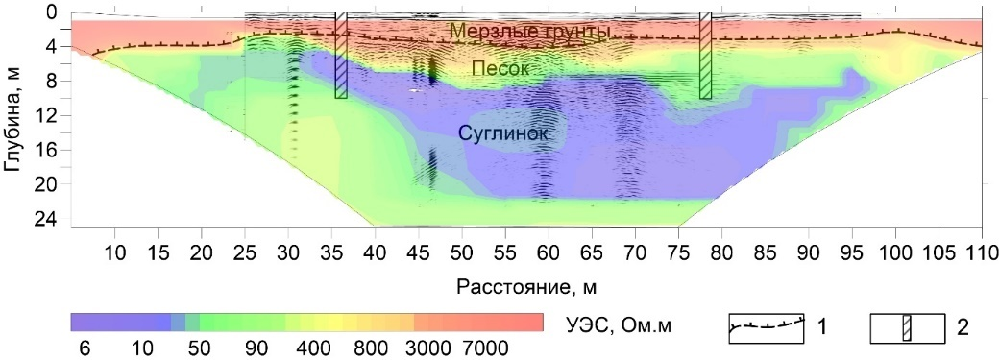 0
4
8
12
16
20
24
Глубина, м
Мерзлые грунты
Песок
Суглинок
10 15 20 25 30 35 40 45 50 55 60 65 70 75 80 85 90 95 100 105 110
Расстояние, м
УЭС, Ом.м
1
2
6 10 50 90 400 800 3000 7000